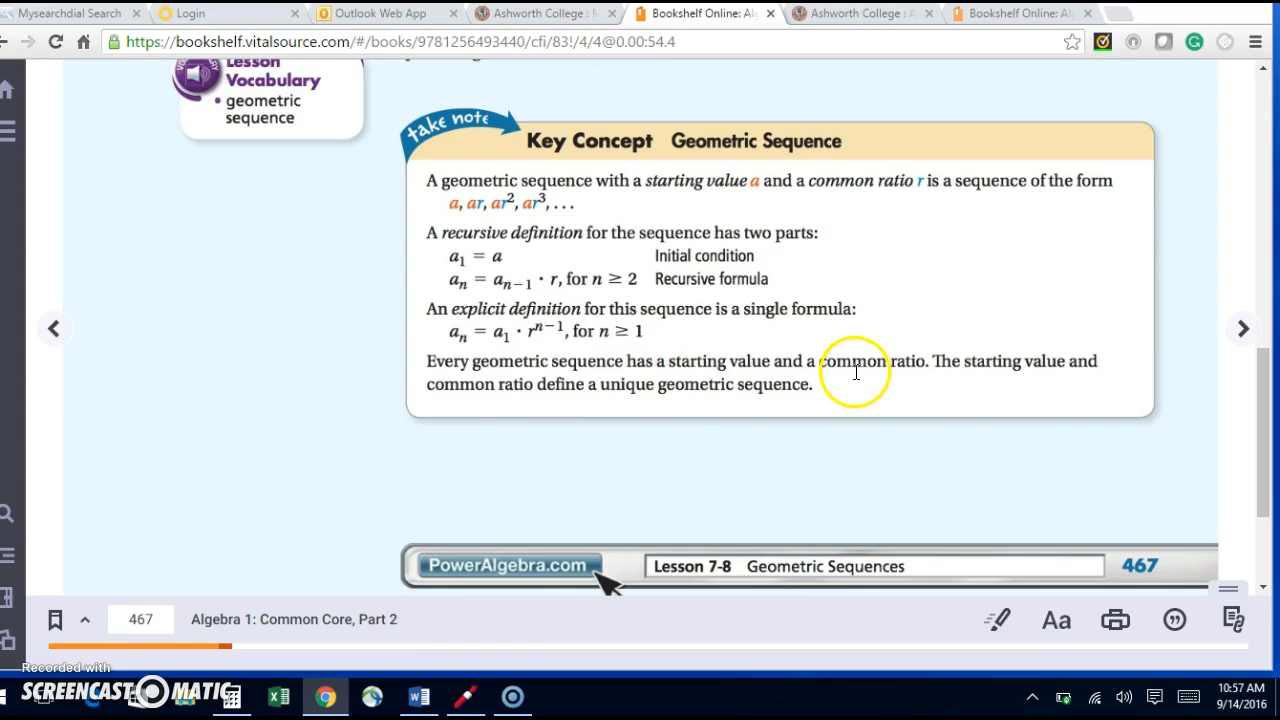 Mysearchdial Search
Login
Outlook Web App
Ashworth College : M
Bookshelf Online: Alg
Ashworth College : A
Bookshelf Online: Al
https://bookshelf.vitalsource.com/#/books/9781256493440/cfi/83!/4/4@0.00:54.4
Lesson
Vocabulary
• geometric
sequence
take note
Key Concept Geometric Sequence
A geometric sequence with a starting value a and a common ratio r is a sequence of the form
a, ar, ar², ar³, . . .
A recursive definition for the sequence has two parts:
a₁ = a Initial condition
aₙ = aₙ₋₁ · r, for n ≥ 2 Recursive formula
An explicit definition for this sequence is a single formula:
aₙ = a₁ · rⁿ⁻¹, for n ≥ 1
Every geometric sequence has a starting value and a common ratio. The starting value and
common ratio define a unique geometric sequence.
PowerAlgebra.com
Lesson 7-8 Geometric Sequences
467
467
Algebra 1: Common Core, Part 2
Aa
Recorded with
SCREENCAST MATIC
10:57 AM
9/14/2016